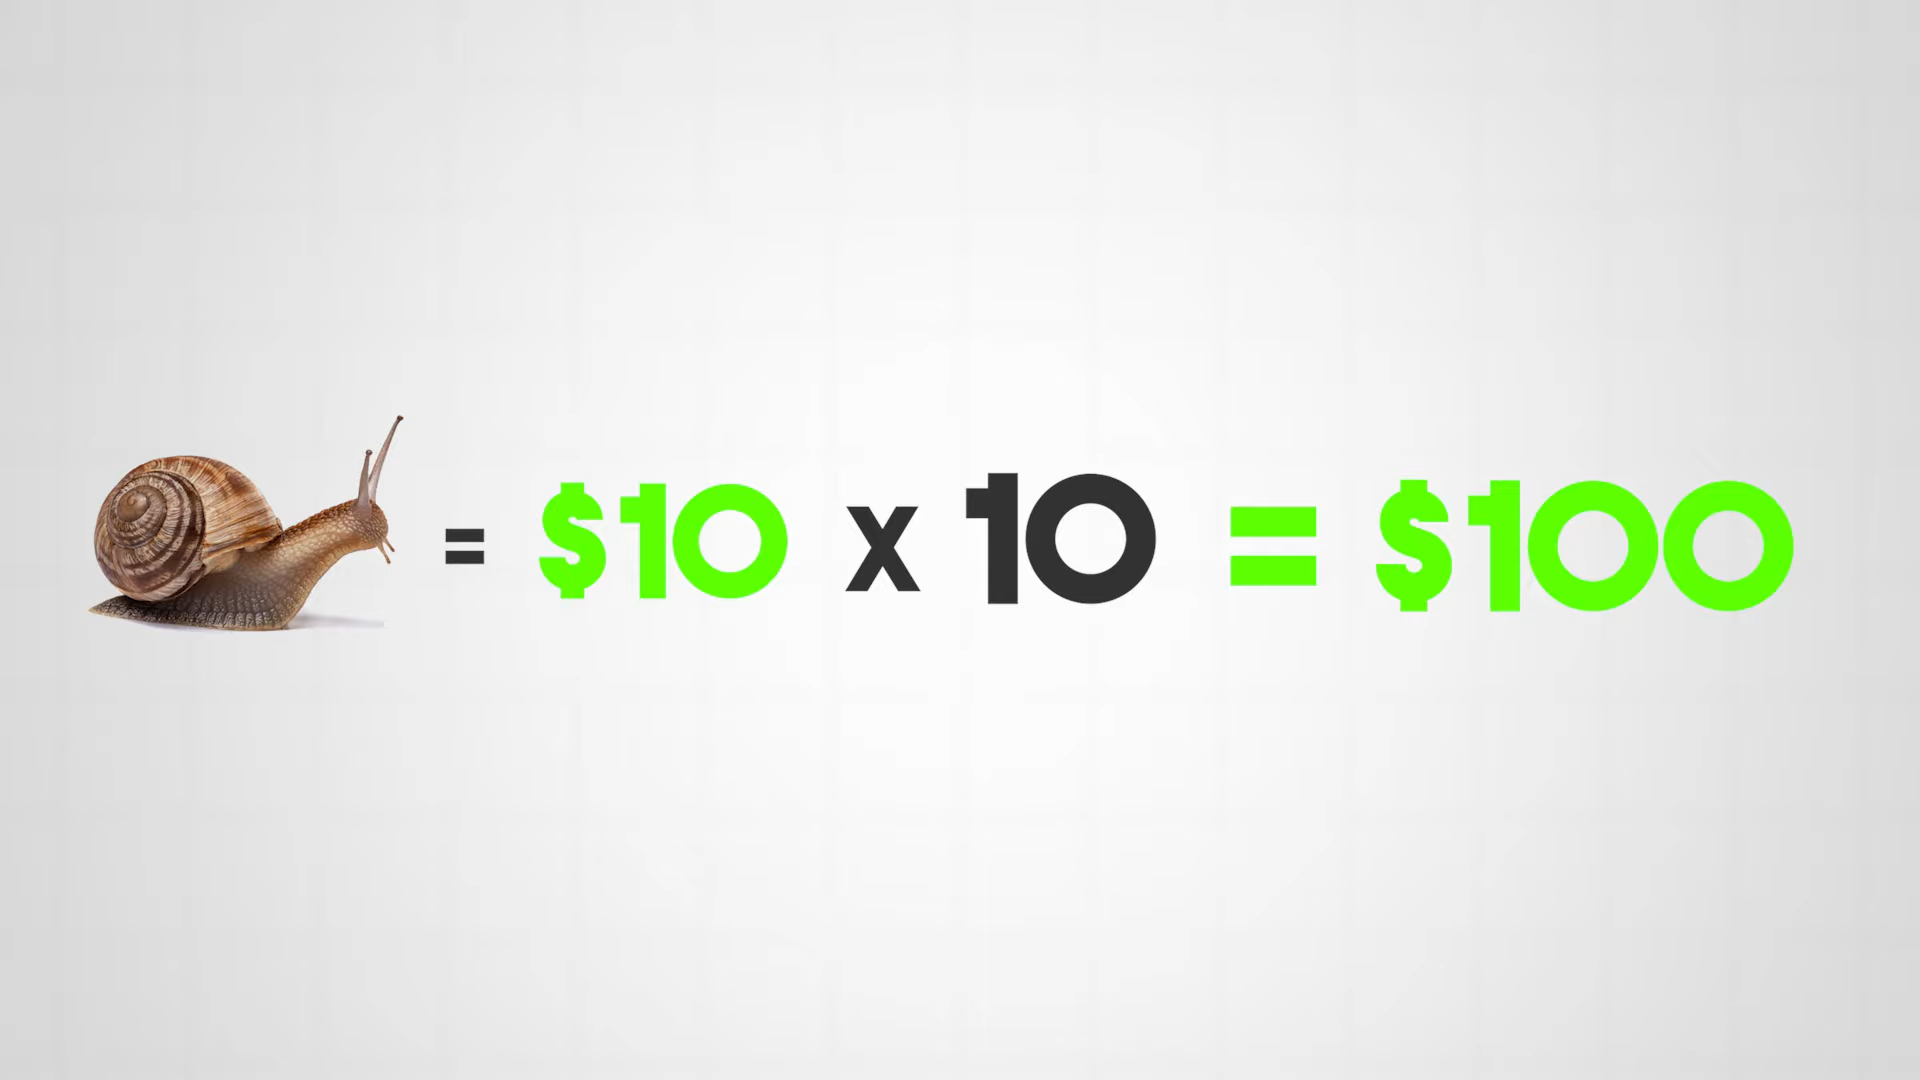 = $10 x 10 = $100